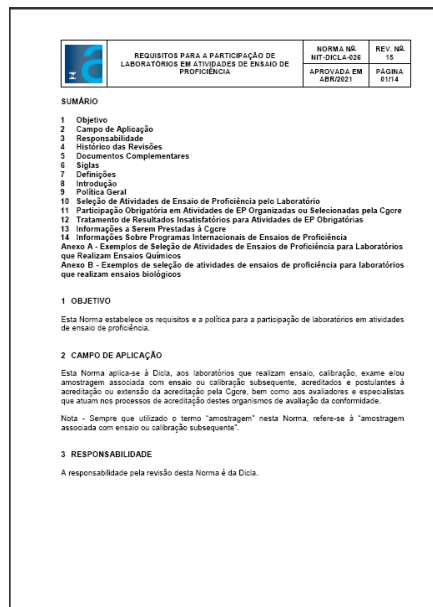 REQUISITOS PARA A PARTICIPAÇÃO DE
LABORATÓRIOS EM ATIVIDADES DE ENSAIO DE
PROFICIÊNCIA
NORMA Nº
NIT-DICLA-026
REV. Nº
15
APROVADA EM
ABR/2021
PÁGINA
01/14
SUMÁRIO
1 Objetivo
2 Campo de Aplicação
3 Responsabilidade
4 Histórico das Revisões
5 Documentos Complementares
6 Siglas
7 Definições
8 Introdução
9 Política Geral
10 Seleção de Atividades de Ensaio de Proficiência pelo Laboratório
11 Participação Obrigatória em Atividades de EP Organizadas ou Selecionadas pela Cgcre
12 Tratamento de Resultados Insatisfatórios para Atividades de EP Obrigatórias
13 Informações a Serem Prestadas à Cgcre
14 Informações Sobre Programas Internacionais de Ensaios de Proficiência
Anexo A - Exemplos de Seleção de Atividades de Ensaios de Proficiência para Laboratórios
que Realizam Ensaios Químicos
Anexo B - Exemplos de seleção de atividades de ensaios de proficiência para laboratórios
que realizam ensaios biológicos
1 OBJETIVO
Esta Norma estabelece os requisitos e a política para a participação de laboratórios em atividades
de ensaio de proficiência.
2 CAMPO DE APLICAÇÃO
Esta Norma aplica-se à Dicla, aos laboratórios que realizam ensaio, calibração, exame e/ou
amostragem associada com ensaio ou calibração subsequente, acreditados e postulantes à
acreditação ou extensão da acreditação pela Cgcre, bem como aos avaliadores e especialistas
que atuam nos processos de acreditação destes organismos de avaliação da conformidade.
Nota - Sempre que utilizado o termo "amostragem" nesta Norma, refere-se à "amostragem
associada com ensaio ou calibração subsequente".
3 RESPONSABILIDADE
A responsabilidade pela revisão desta Norma é da Dicla.